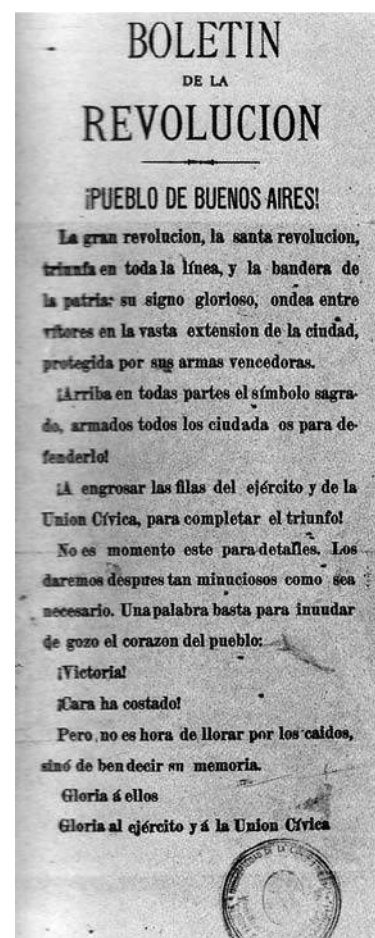 BOLETIN
DE LA
REVOLUCION
¡PUEBLO DE BUENOS AIRES!
La gran revolucion, la santa revolucion,
triunfa en toda la línea, y la bandera de
la patria: su signo glorioso, ondea entre
vítores en la vasta extension de la ciudad,
protegida por sus armas vencedoras.
¡Arriba en todas partes el símbolo sagra-
do, armados todos los ciudada os para de-
fenderlo!
¡A engrosar las filas del ejército y de la
Union Cívica, para completar el triunfo!
No es momento este para detalles. Los
daremos despues tan minuciosos como sea
necesario. Una palabra basta para inundar
de gozo el corazon del pueblo:
¡Victoria!
¡Cara ha costado!
Pero no es hora de llorar por los caidos,
sinó de bendecir su memoria.
Gloria á ellos
Gloria al ejército y á la Union Cívica